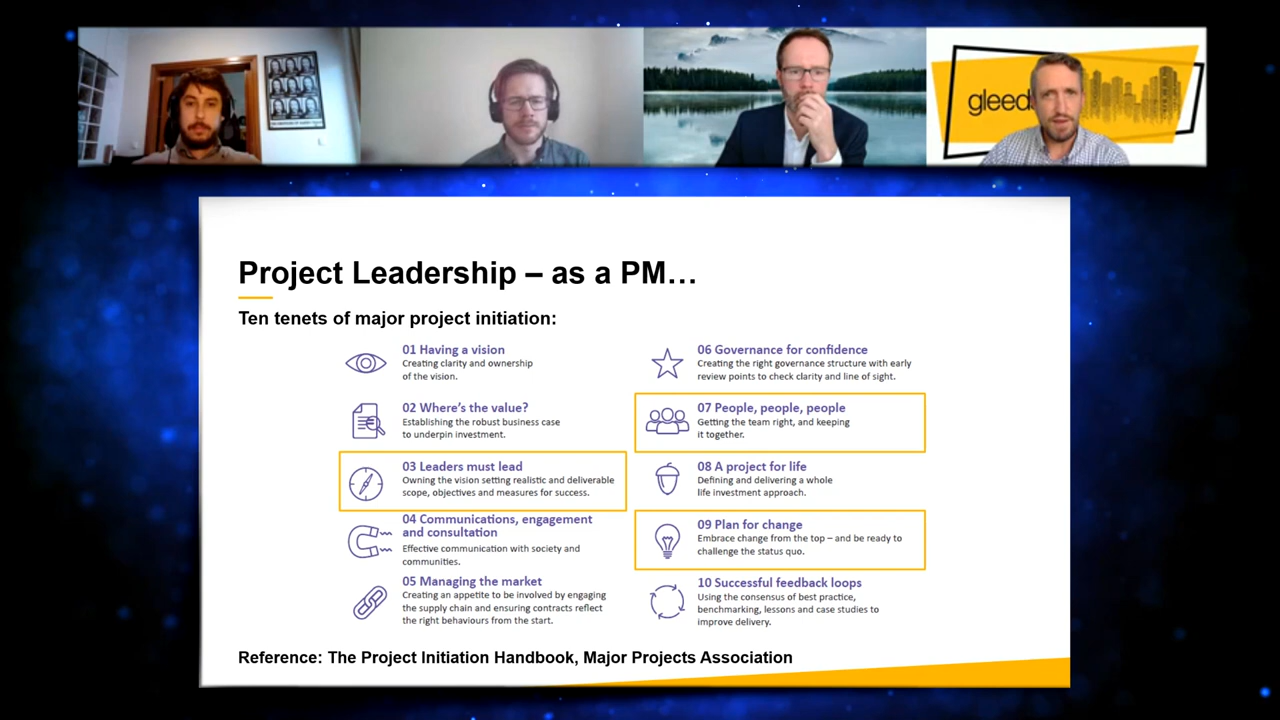 gleed
Project Leadership – as a PM…
Ten tenets of major project initiation:
01 Having a vision
Creating clarity and ownership
of the vision.
02 Where's the value?
Establishing the robust business case
to underpin investment.
03 Leaders must lead
Owning the vision setting realistic and deliverable
scope, objectives and measures for success.
04 Communications, engagement
and consultation
Effective communication with society and
communities.
05 Managing the market
Creating an appetite to be involved by engaging
the supply chain and ensuring contracts reflect
the right behaviours from the start.
06 Governance for confidence
Creating the right governance structure with early
review points to check clarity and line of sight.
07 People, people, people
Getting the team right, and keeping
it together.
08 A project for life
Defining and delivering a whole
life investment approach.
09 Plan for change
Embrace change from the top – and be ready to
challenge the status quo.
10 Successful feedback loops
Using the consensus of best practice,
benchmarking, lessons and case studies to
improve delivery.
Reference: The Project Initiation Handbook, Major Projects Association